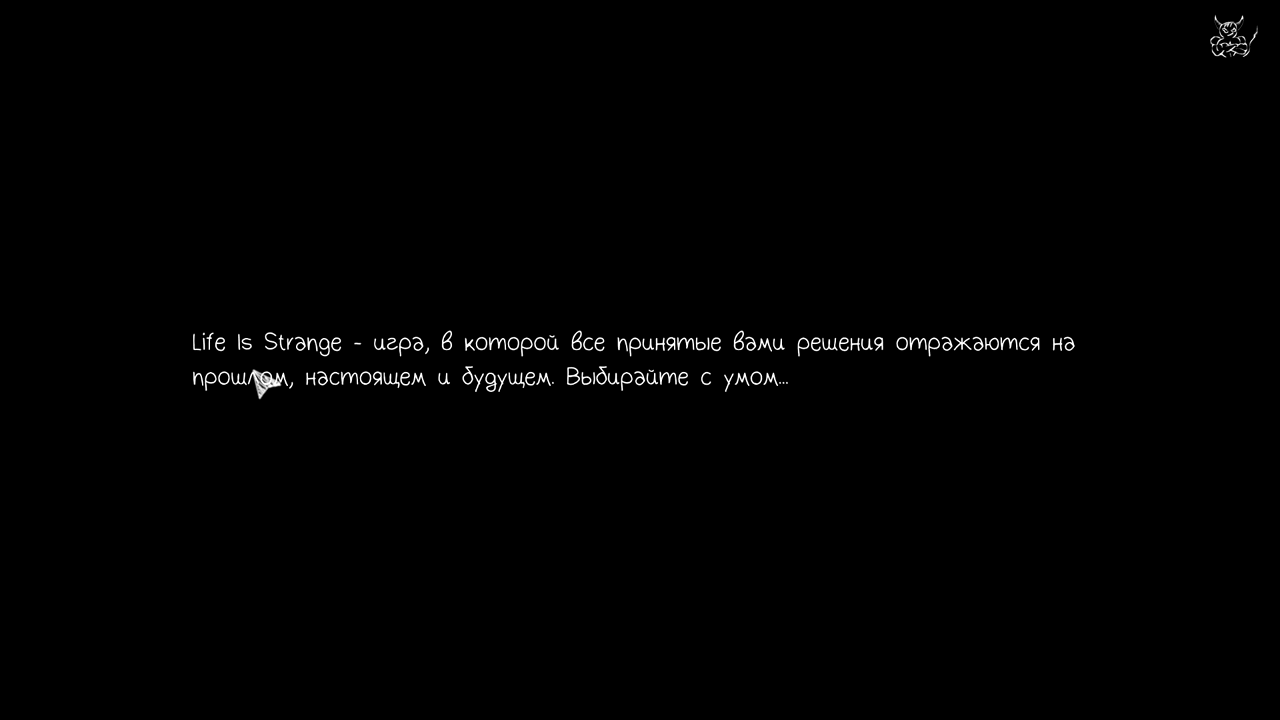 Life Is Strange - игра, в которой все принятые вами решения отражаются на
прошлом, настоящем и будущем. Выбирайте с умом...